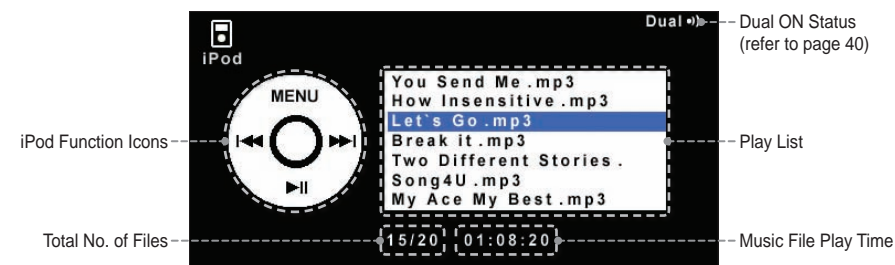 Dual
Dual ON Status
(refer to page 40)
iPod
MENU
You Send Me.mp3
How Insensitive.mp3
Let`s Go.mp3
Break it.mp3
Two Different Stories.
Song4U.mp3
My Ace My Best.mp3
iPod Function Icons
Play List
Total No. of Files
15/20
01:08:20
Music File Play Time